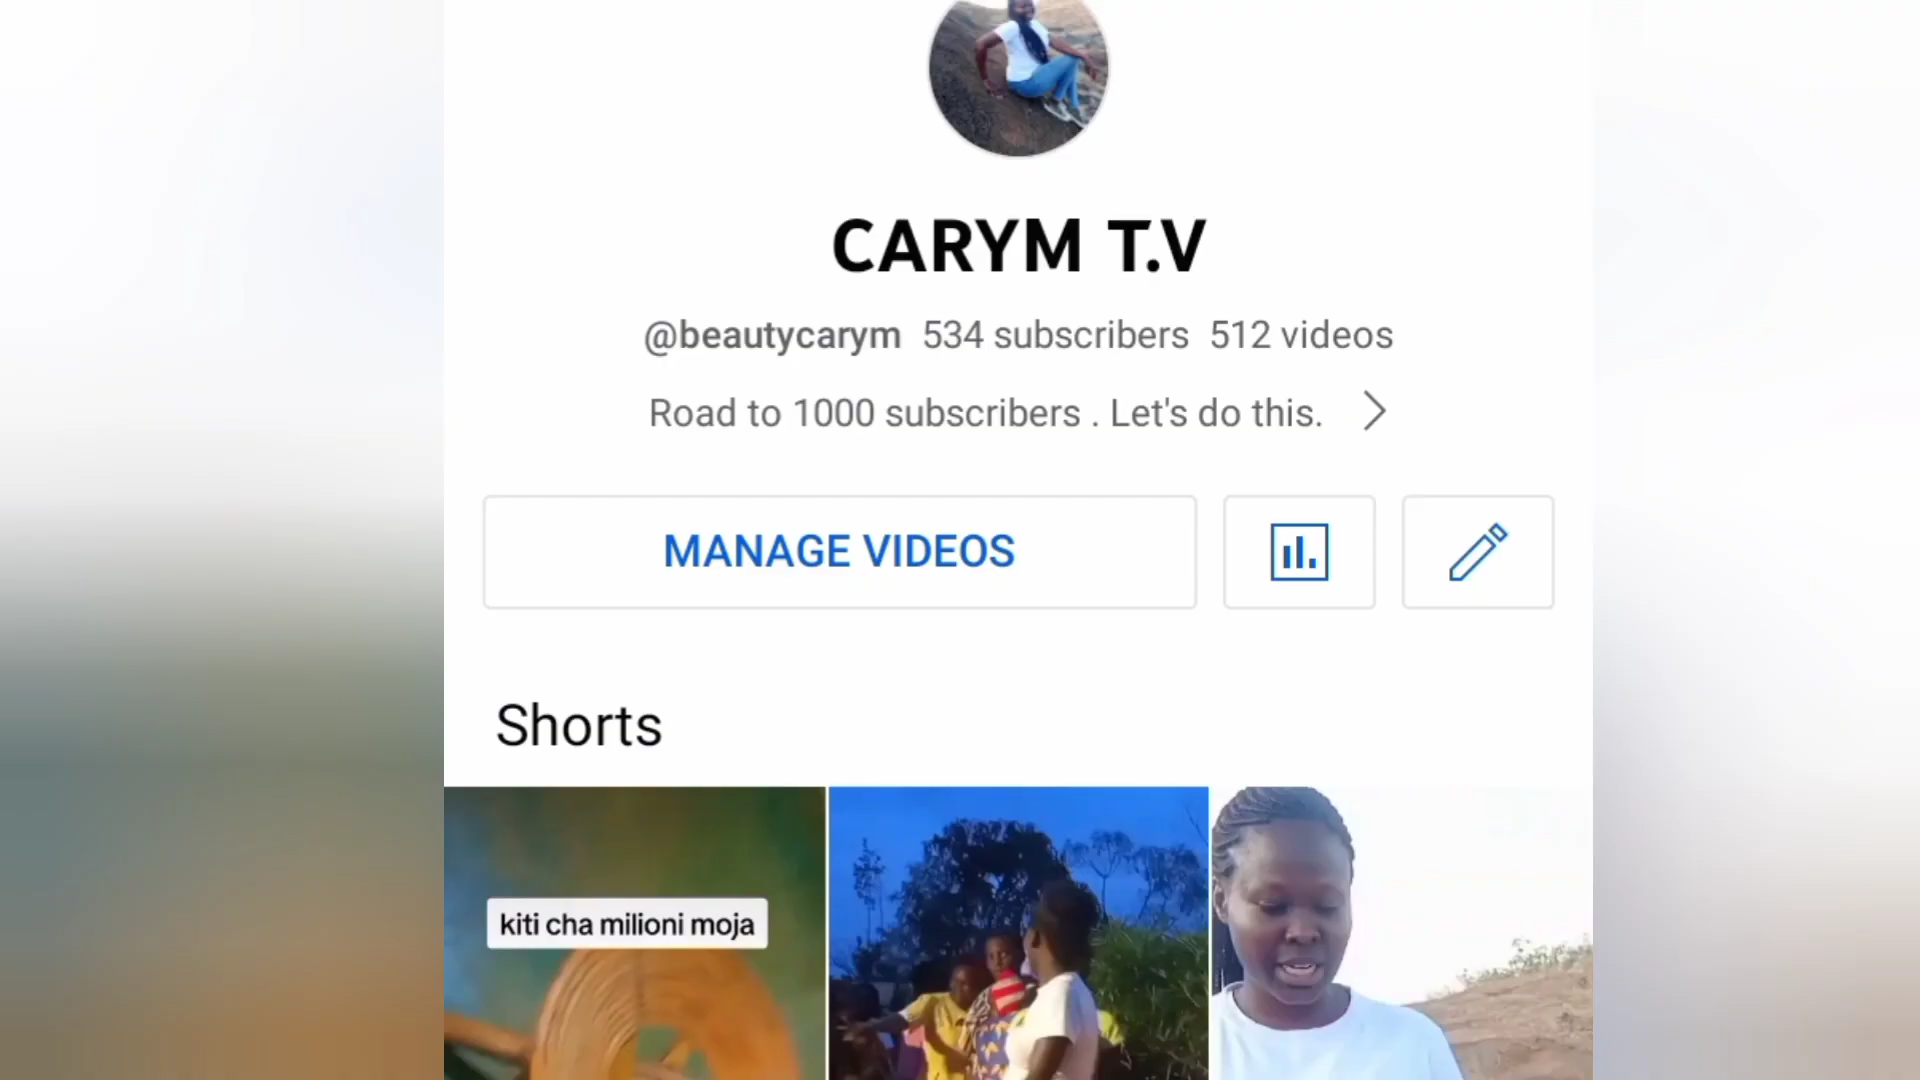 CARYM T.V
@beautycarym 534 subscribers 512 videos
Road to 1000 subscribers . Let's do this.
MANAGE VIDEOS
Shorts
kiti cha milioni moja